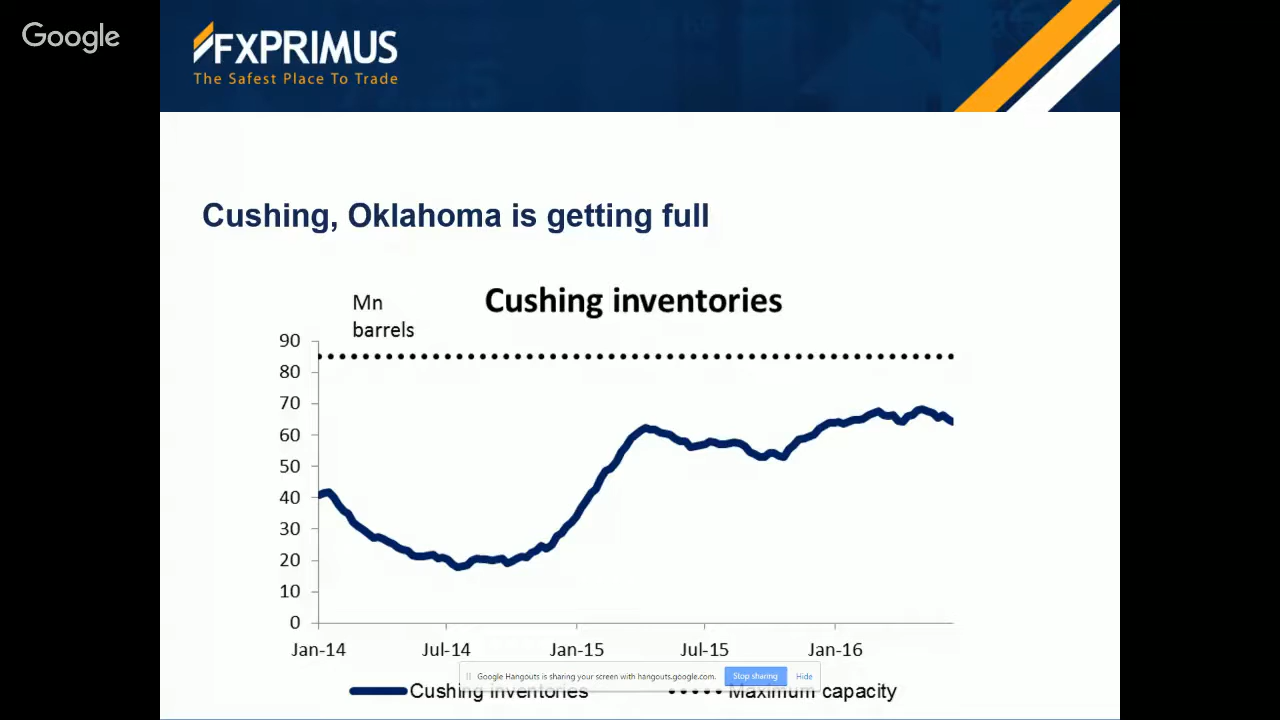 Google
FXPRIMUS
The Safest Place To Trade
Cushing, Oklahoma is getting full
Cushing inventories
Mn
barrels
90
80
70
60
50
40
30
20
10
0
Jan-14 Jul-14 Jan-15 Jul-15 Jan-16
Google Hangouts is sharing your screen with hangouts.google.com. Stop sharing Hide
Cushing inventories Maximum capacity